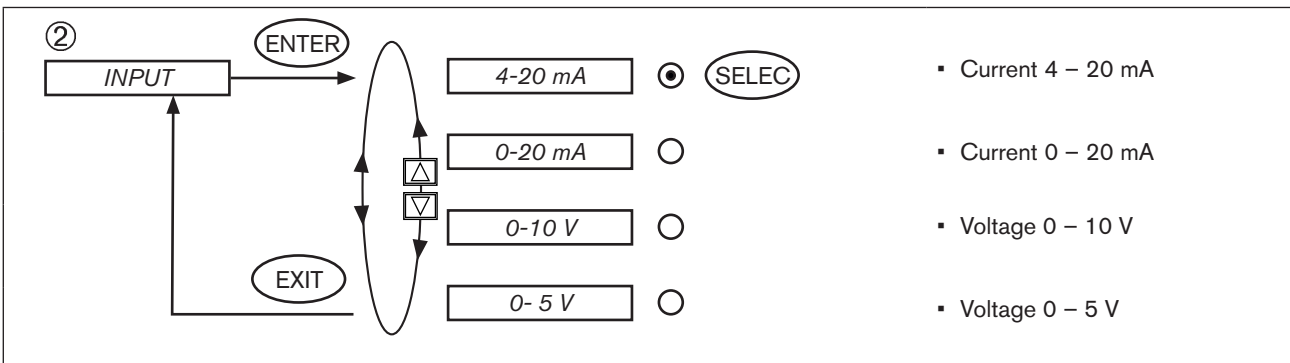 ②
ENTER
INPUT
4-20 mA
SELEC
▪ Current 4 – 20 mA
0-20 mA
▪ Current 0 – 20 mA
0-10 V
▪ Voltage 0 – 10 V
EXIT
0- 5 V
▪ Voltage 0 – 5 V